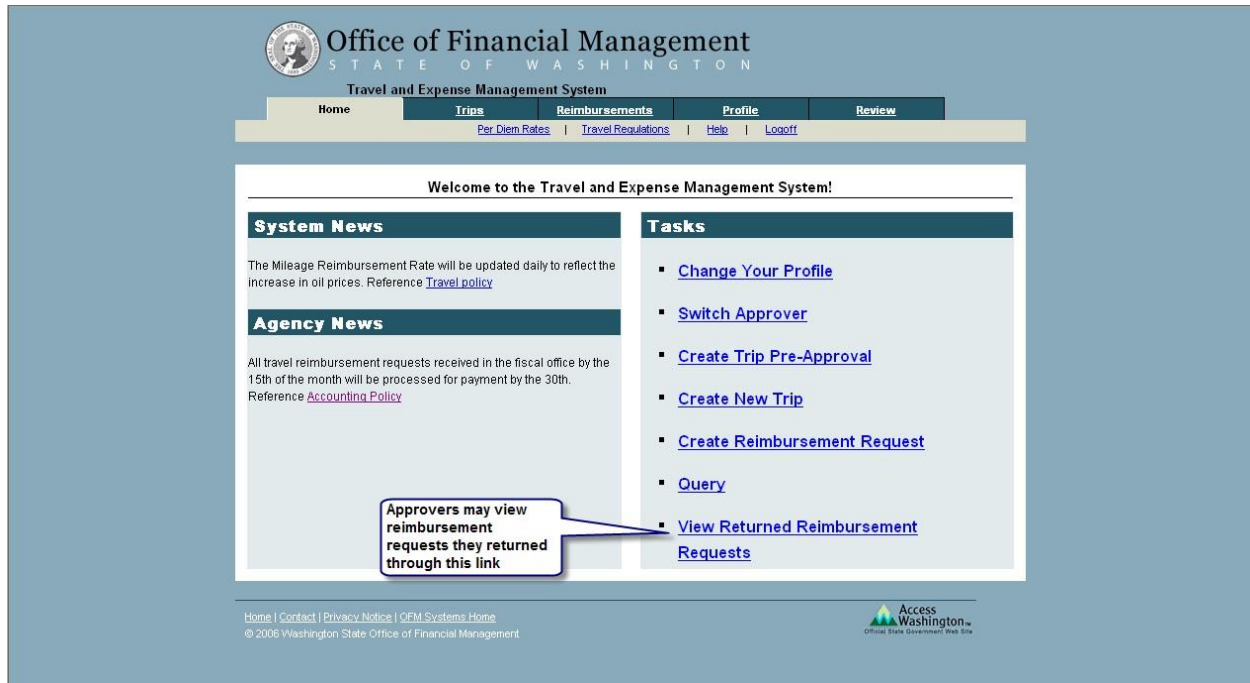 Office of Financial Management
STATE OF WASHINGTON
Travel and Expense Management System
Home Trips Reimbursements Profile Review
Per Diem Rates | Travel Regulations | Help | Logoff
Welcome to the Travel and Expense Management System!
System News
The Mileage Reimbursement Rate will be updated daily to reflect the
increase in oil prices. Reference Travel policy
Agency News
All travel reimbursement requests received in the fiscal office by the
15th of the month will be processed for payment by the 30th.
Reference Accounting Policy
Tasks
Change Your Profile
Switch Approver
Create Trip Pre-Approval
Create New Trip
Create Reimbursement Request
Query
View Returned Reimbursement
Requests
Approvers may view
reimbursement
requests they returned
through this link
Home | Contact | Privacy Notice | OFM Systems Home
© 2006 Washington State Office of Financial Management
Access
Washington
Official State Government Web Site